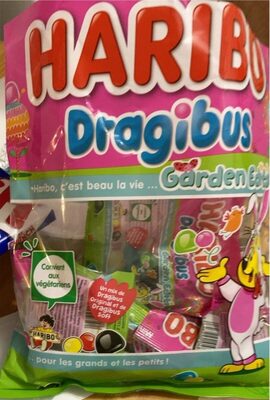 HARIBO
Dragibus
Garden
Haribo, c'est beau la vie ...
Convient
aux
végétariens
Un mix de
Dragibus
Original et de
Dragibus
Soft
HARIBO
... pour les grands et les petits !